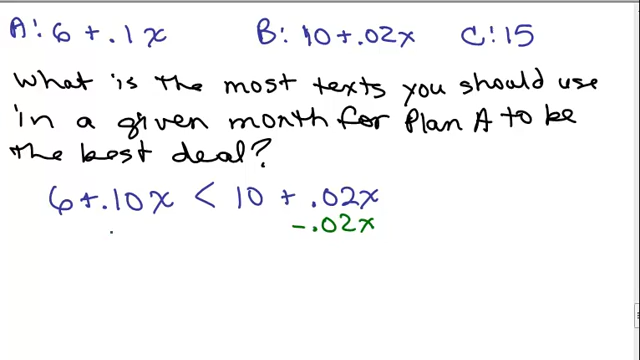 A: 6 + .1x B: 10 + .02x C: 15
What is the most texts you should use
in a given month for Plan A to be
the best deal?
6 + .10x < 10 + .02x
- .02x